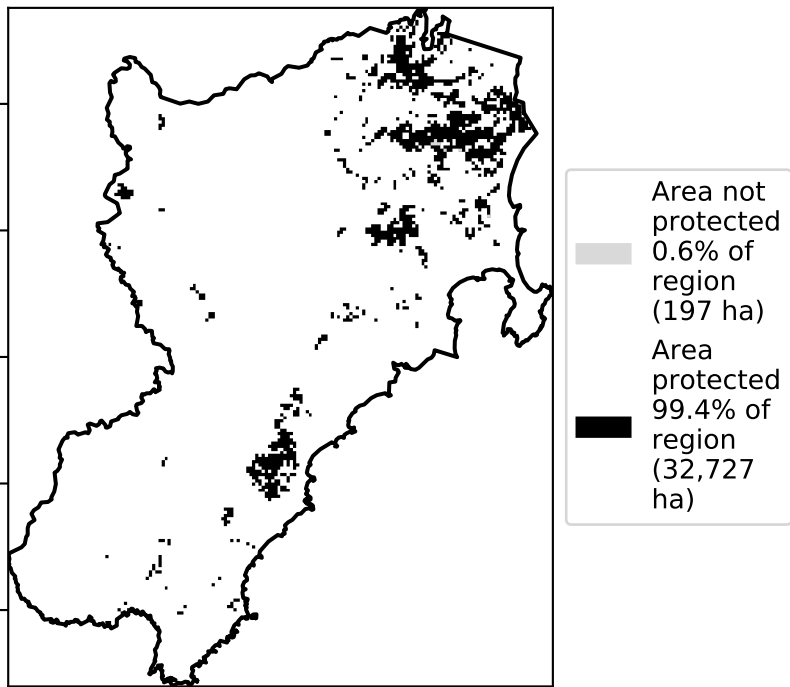 Area not
protected
0.6% of
region
(197 ha)
Area
protected
99.4% of
region
(32,727
ha)